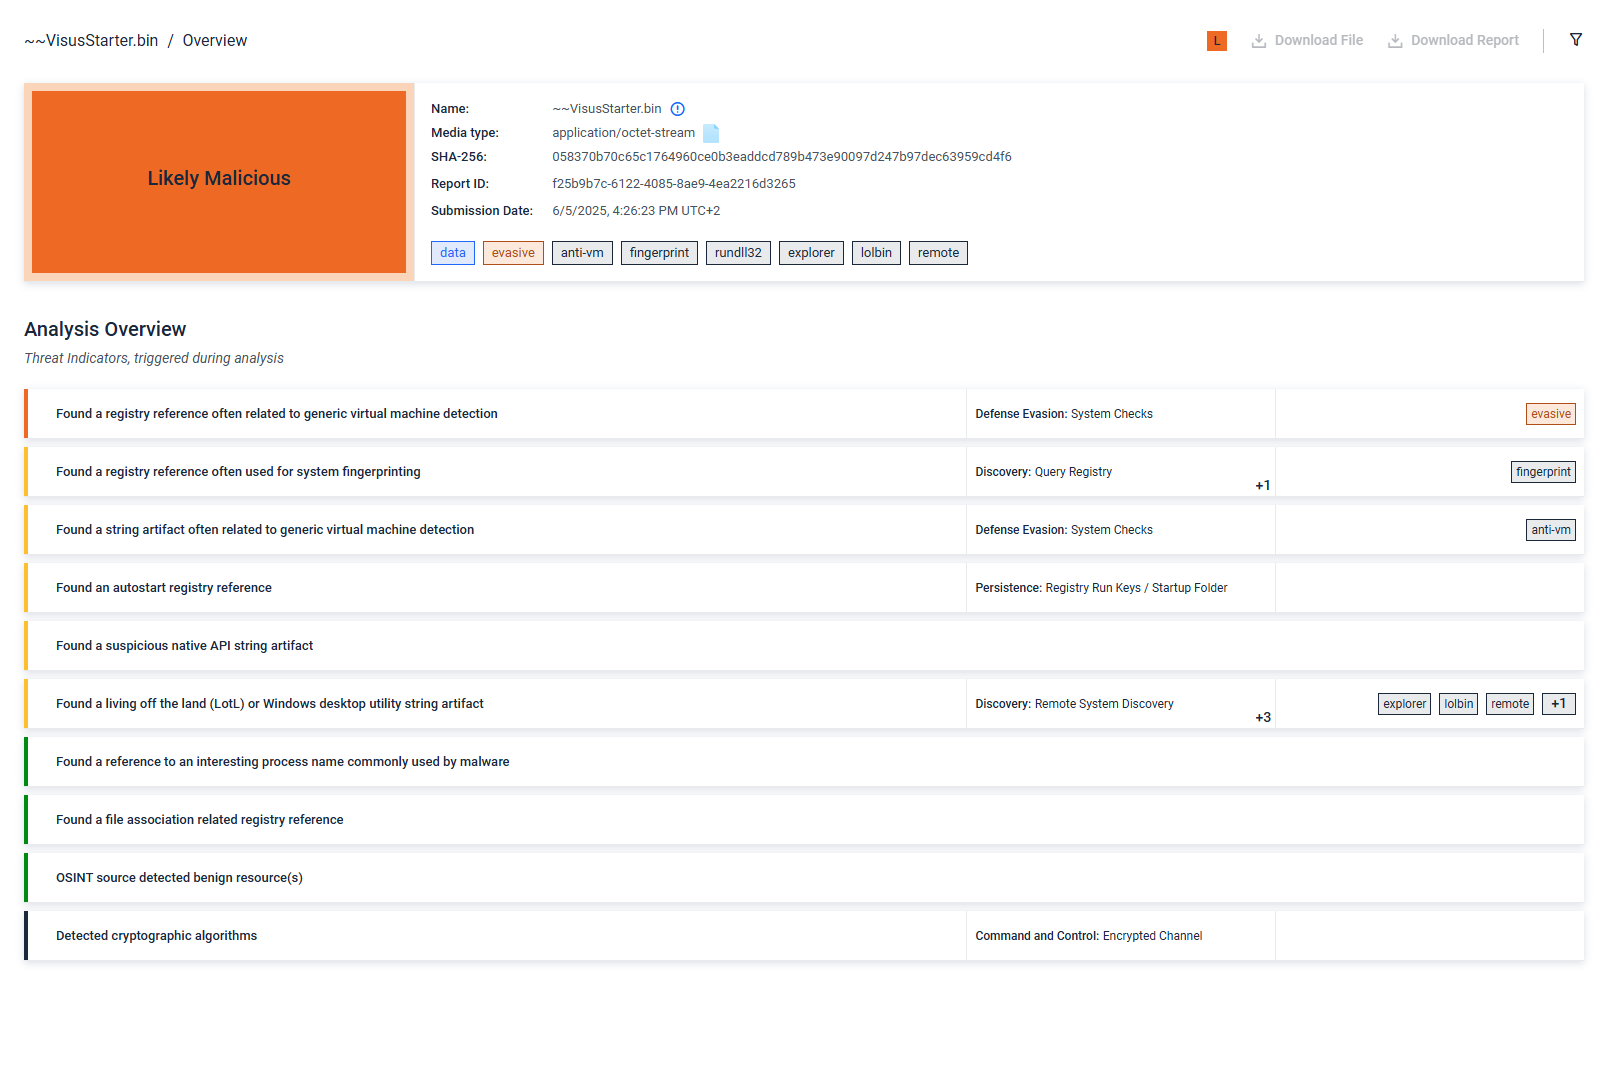 ~~VisusStarter.bin / Overview
L Download File Download Report
Likely Malicious
Name: ~~VisusStarter.bin
Media type: application/octet-stream
SHA-256: 058370b70c65c1764960ce0b3eaddcd789b473e90097d247b97dec63959cd4f6
Report ID: f25b9b7c-6122-4085-8ae9-4ea2216d3265
Submission Date: 6/5/2025, 4:26:23 PM UTC+2
data evasive anti-vm fingerprint rundll32 explorer lolbin remote
Analysis Overview
Threat Indicators, triggered during analysis
Found a registry reference often related to generic virtual machine detection Defense Evasion: System Checks evasive
Found a registry reference often used for system fingerprinting Discovery: Query Registry +1 fingerprint
Found a string artifact often related to generic virtual machine detection Defense Evasion: System Checks anti-vm
Found an autostart registry reference Persistence: Registry Run Keys / Startup Folder
Found a suspicious native API string artifact
Found a living off the land (LotL) or Windows desktop utility string artifact Discovery: Remote System Discovery +3 explorer lolbin remote +1
Found a reference to an interesting process name commonly used by malware
Found a file association related registry reference
OSINT source detected benign resource(s)
Detected cryptographic algorithms Command and Control: Encrypted Channel